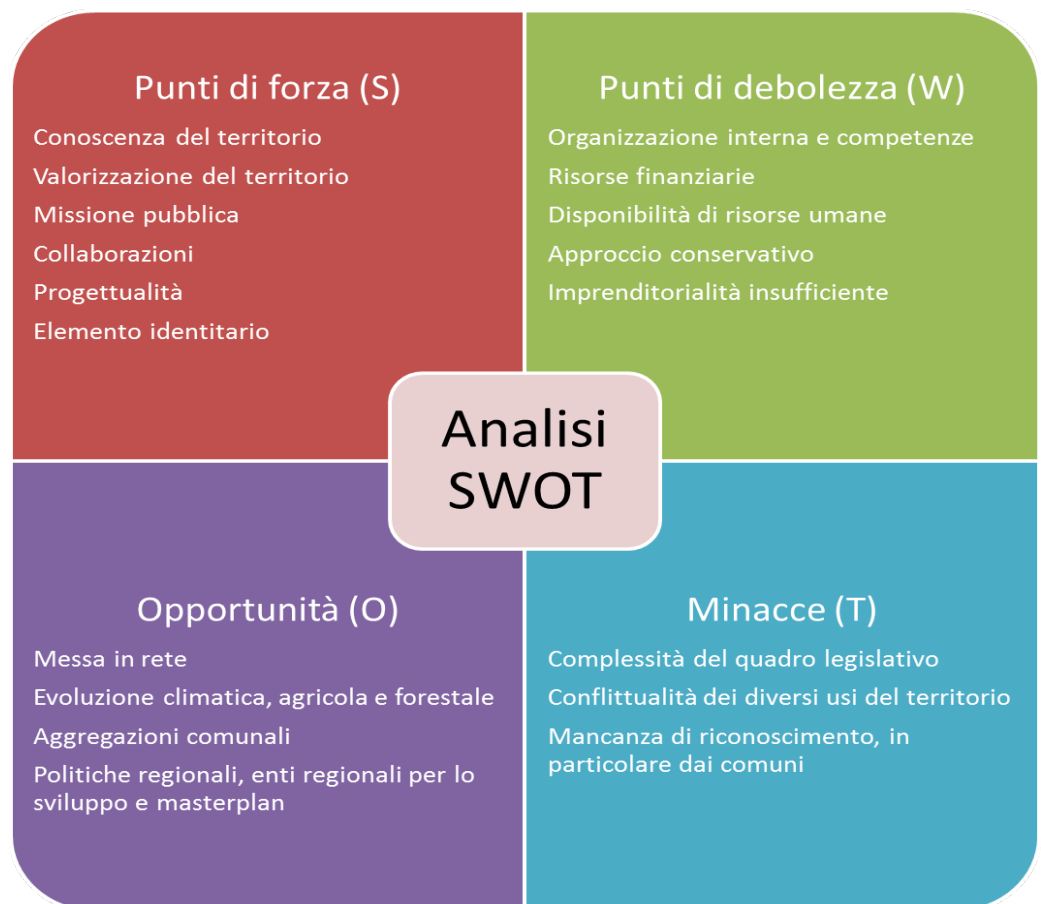 Punti di forza (S)
Conoscenza del territorio
Valorizzazione del territorio
Missione pubblica
Collaborazioni
Progettualità
Elemento identitario
Punti di debolezza (W)
Organizzazione interna e competenze
Risorse finanziarie
Disponibilità di risorse umane
Approccio conservativo
Imprenditorialità insufficiente
Analisi
SWOT
Opportunità (O)
Messa in rete
Evoluzione climatica, agricola e forestale
Aggregazioni comunali
Politiche regionali, enti regionali per lo
sviluppo e masterplan
Minacce (T)
Complessità del quadro legislativo
Conflittualità dei diversi usi del territorio
Mancanza di riconoscimento, in
particolare dai comuni